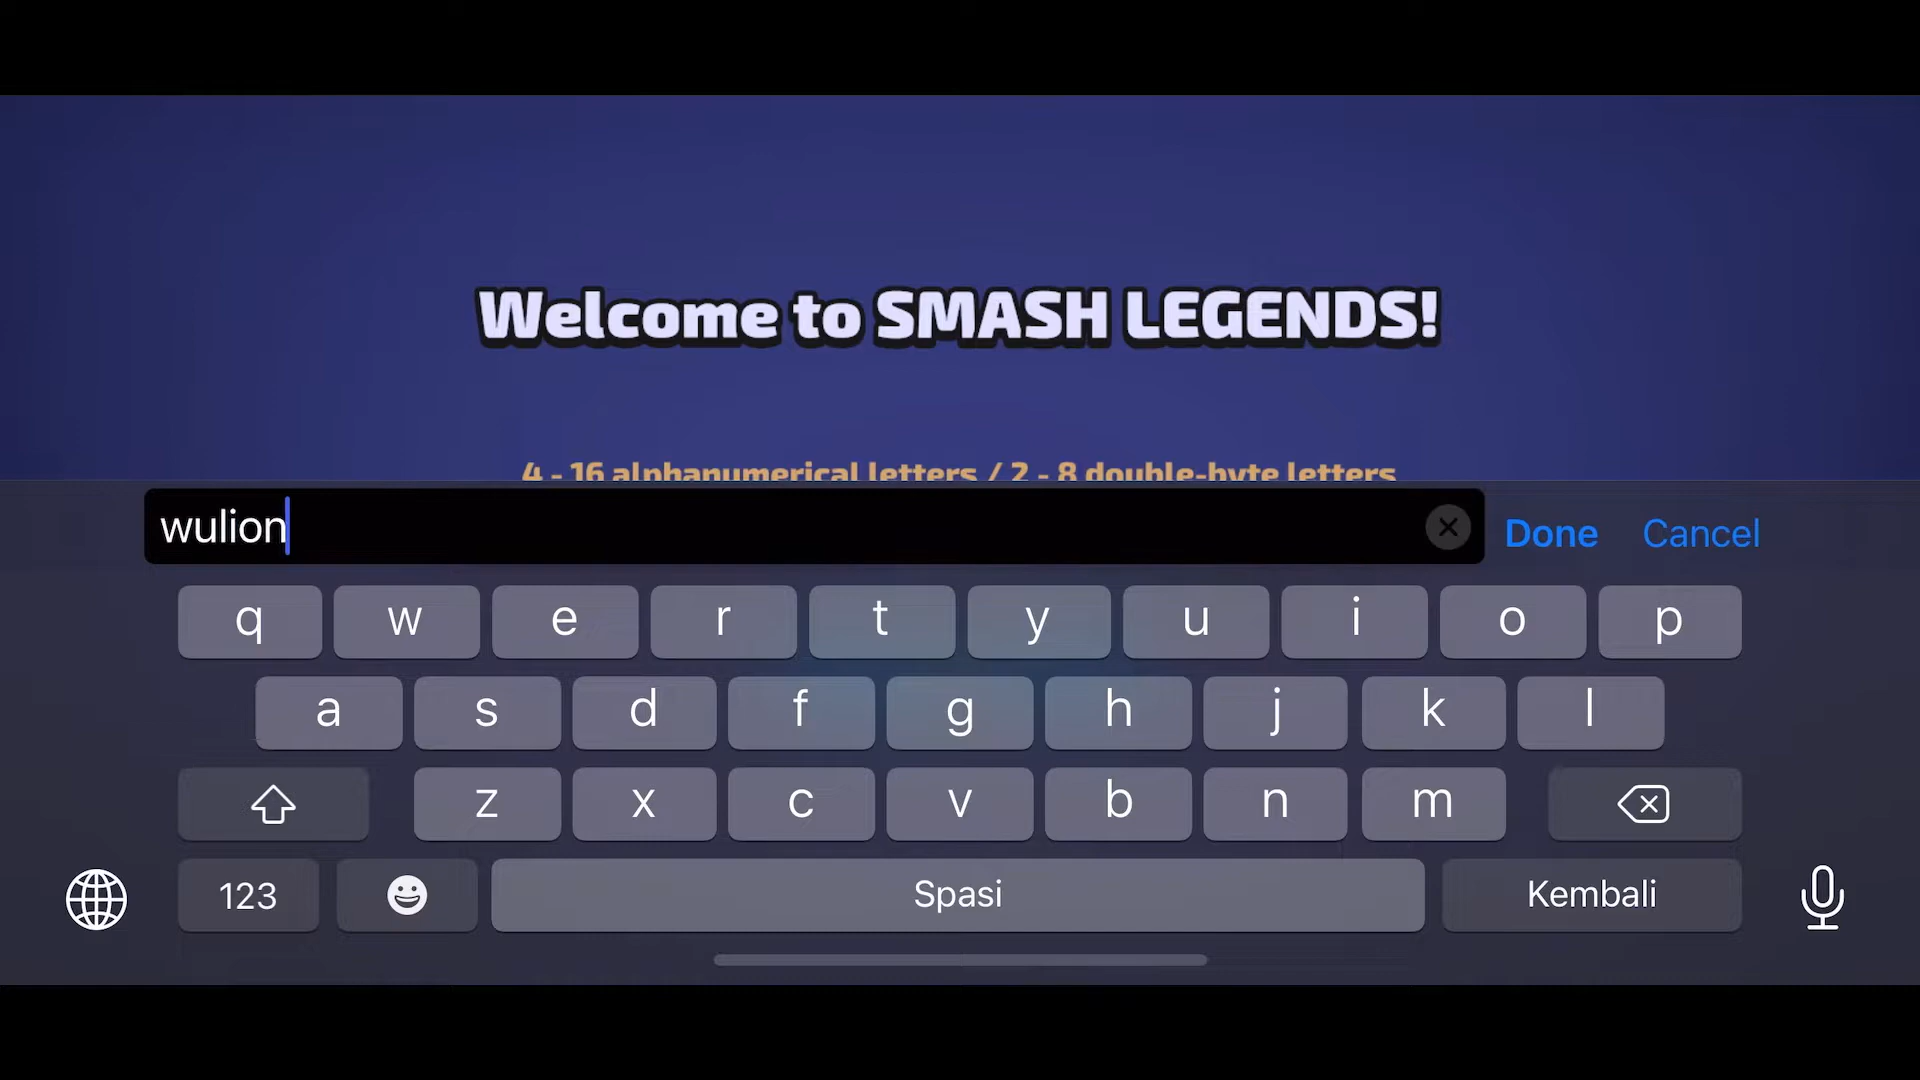 Welcome to SMASH LEGENDS!
4 - 16 alphanumerical letters / 2 - 8 double-byte letters
wulion
Done Cancel
q w e r t y u i o p
a s d f g h j k l
z x c v b n m
123 Spasi Kembali